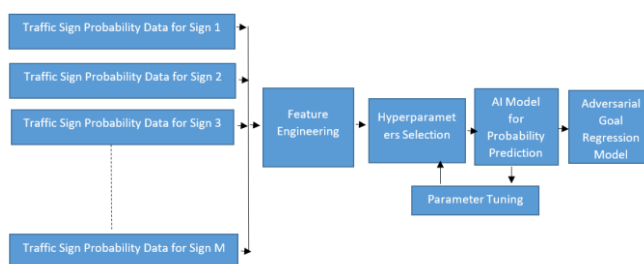 Traffic Sign Probability Data for Sign 1
Traffic Sign Probability Data for Sign 2
Traffic Sign Probability Data for Sign 3
Traffic Sign Probability Data for Sign M
Feature
Engineering
Hyperparamet
ers Selection
AI Model
for
Probability
Prediction
Adversarial
Goal
Regression
Model
Parameter Tuning